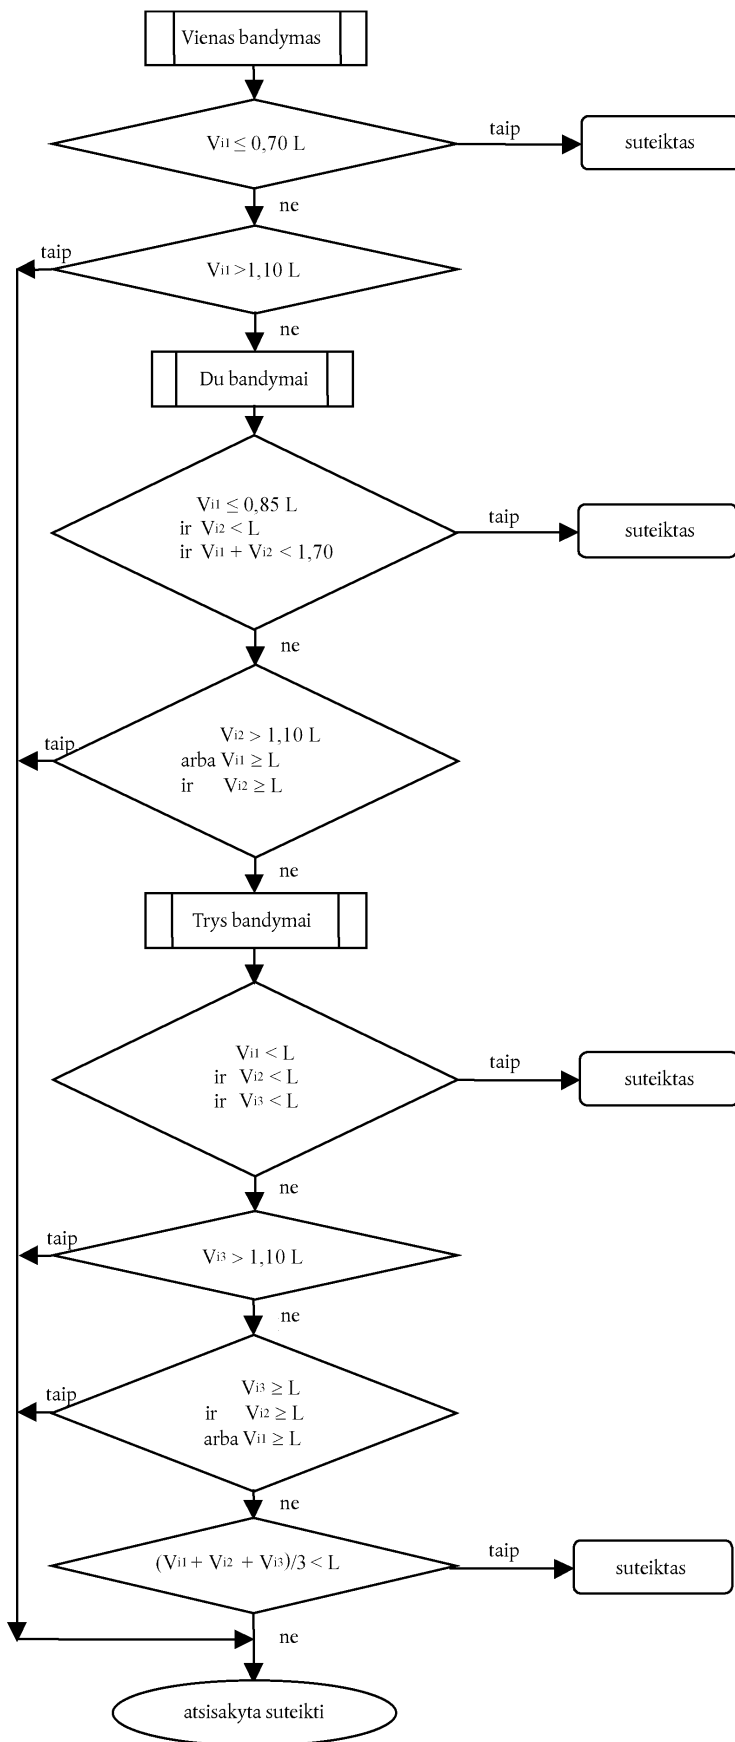 Vienas bandymas
Vi1 ≤ 0,70 L
taip
suteiktas
ne
taip
Vi1 >1,10 L
ne
Du bandymai
Vi1 ≤ 0,85 L
ir Vi2 < L
ir Vi1 + Vi2 < 1,70
taip
suteiktas
ne
taip
Vi2 > 1,10 L
arba Vi1 ≥ L
ir Vi2 ≥ L
ne
Trys bandymai
Vi1 < L
ir Vi2 < L
ir Vi3 < L
taip
suteiktas
ne
taip
Vi3 > 1,10 L
ne
taip
Vi3 ≥ L
ir Vi2 ≥ L
arba Vi1 ≥ L
ne
(Vi1 + Vi2 + Vi3)/3 < L
taip
suteiktas
ne
atsisakyta suteikti